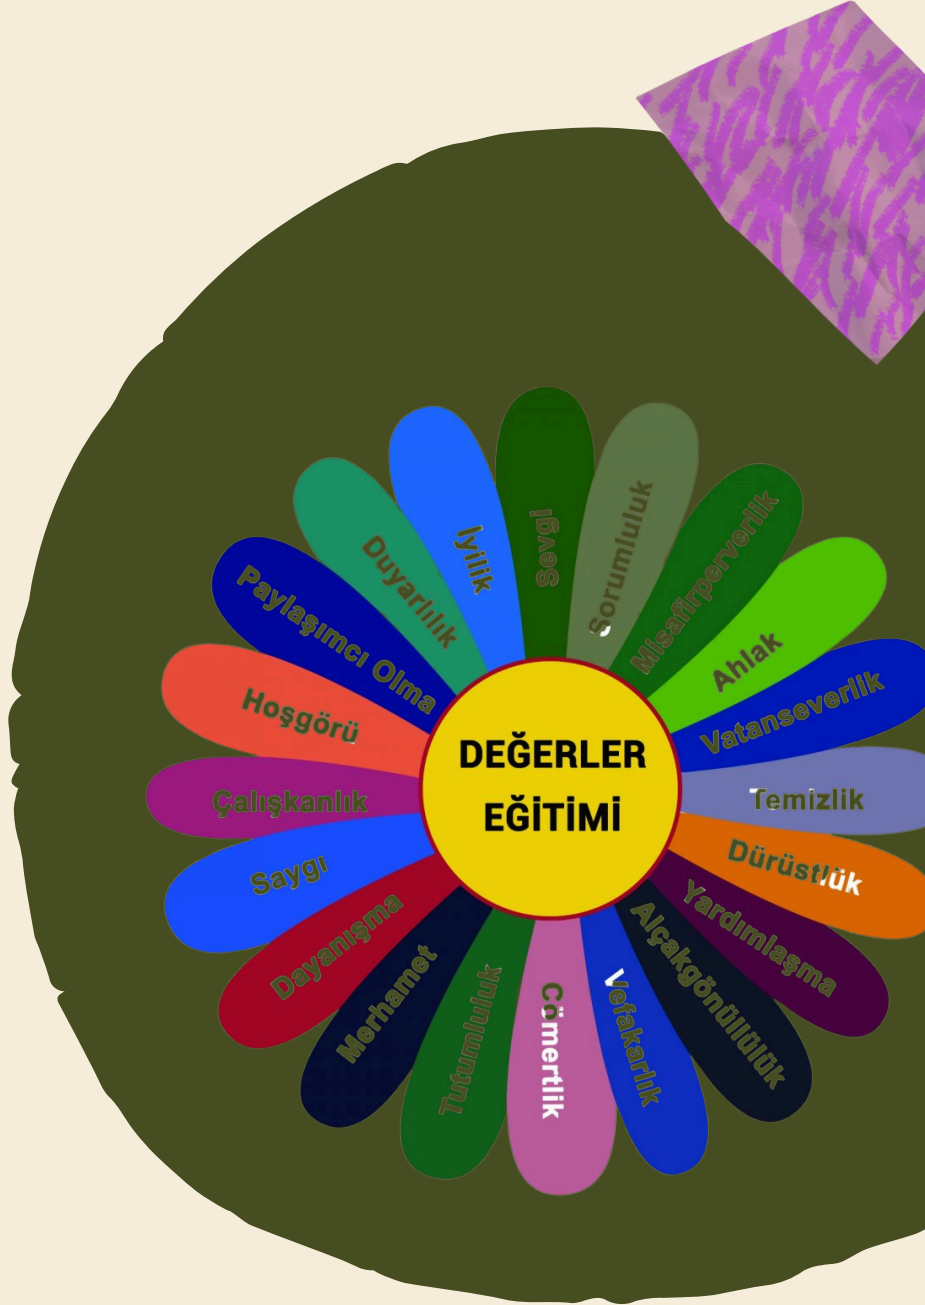 DEĞERLER
EĞİTİMİ
Sevgi
Sorumluluk
Misafirperverlik
Ahlak
Vatanseverlik
Temizlik
Dürüstlük
Yardımlaşma
Alçakgönüllülük
Vefakarlık
Cömertlik
Tutumluluk
Merhamet
Dayanışma
Saygı
Çalışkanlık
Hoşgörü
Paylaşımcı Olma
Duyarlılık
İyilik